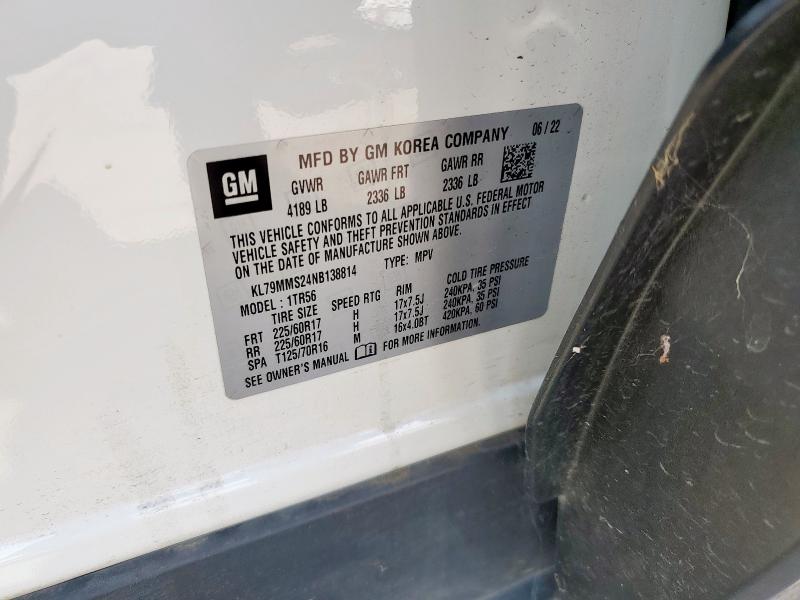 GM
MFD BY GM KOREA COMPANY 06 / 22
GVWR GAWR FRT GAWR RR
4189 LB 2336 LB 2336 LB
THIS VEHICLE CONFORMS TO ALL APPLICABLE U.S. FEDERAL MOTOR
VEHICLE SAFETY AND THEFT PREVENTION STANDARDS IN EFFECT
ON THE DATE OF MANUFACTURE SHOWN ABOVE.
KL79MMS24NB138814 TYPE: MPV
MODEL : 1TR56
TIRE SIZE SPEED RTG RIM COLD TIRE PRESSURE
FRT 225/60R17 H 17x7.5J 240KPA, 35 PSI
RR 225/60R17 H 17x7.5J 240KPA, 35 PSI
SPA T125/70R16 M 16x4.0BT 420KPA, 60 PSI
SEE OWNER'S MANUAL FOR MORE INFORMATION.